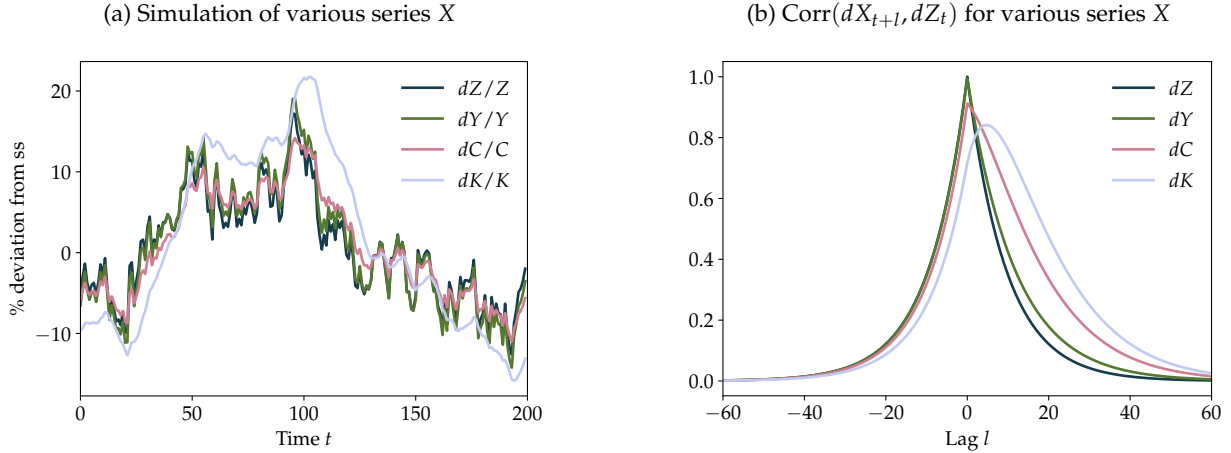 (a) Simulation of various series X
% deviation from ss
20
10
0
−10
0
50
100
150
200
Time t
dZ/Z
dY/Y
dC/C
dK/K
(b) Corr(dX_{t+l}, dZ_t) for various series X
1.0
0.8
0.6
0.4
0.2
0.0
−60
−40
−20
0
20
40
60
Lag l
dZ
dY
dC
dK